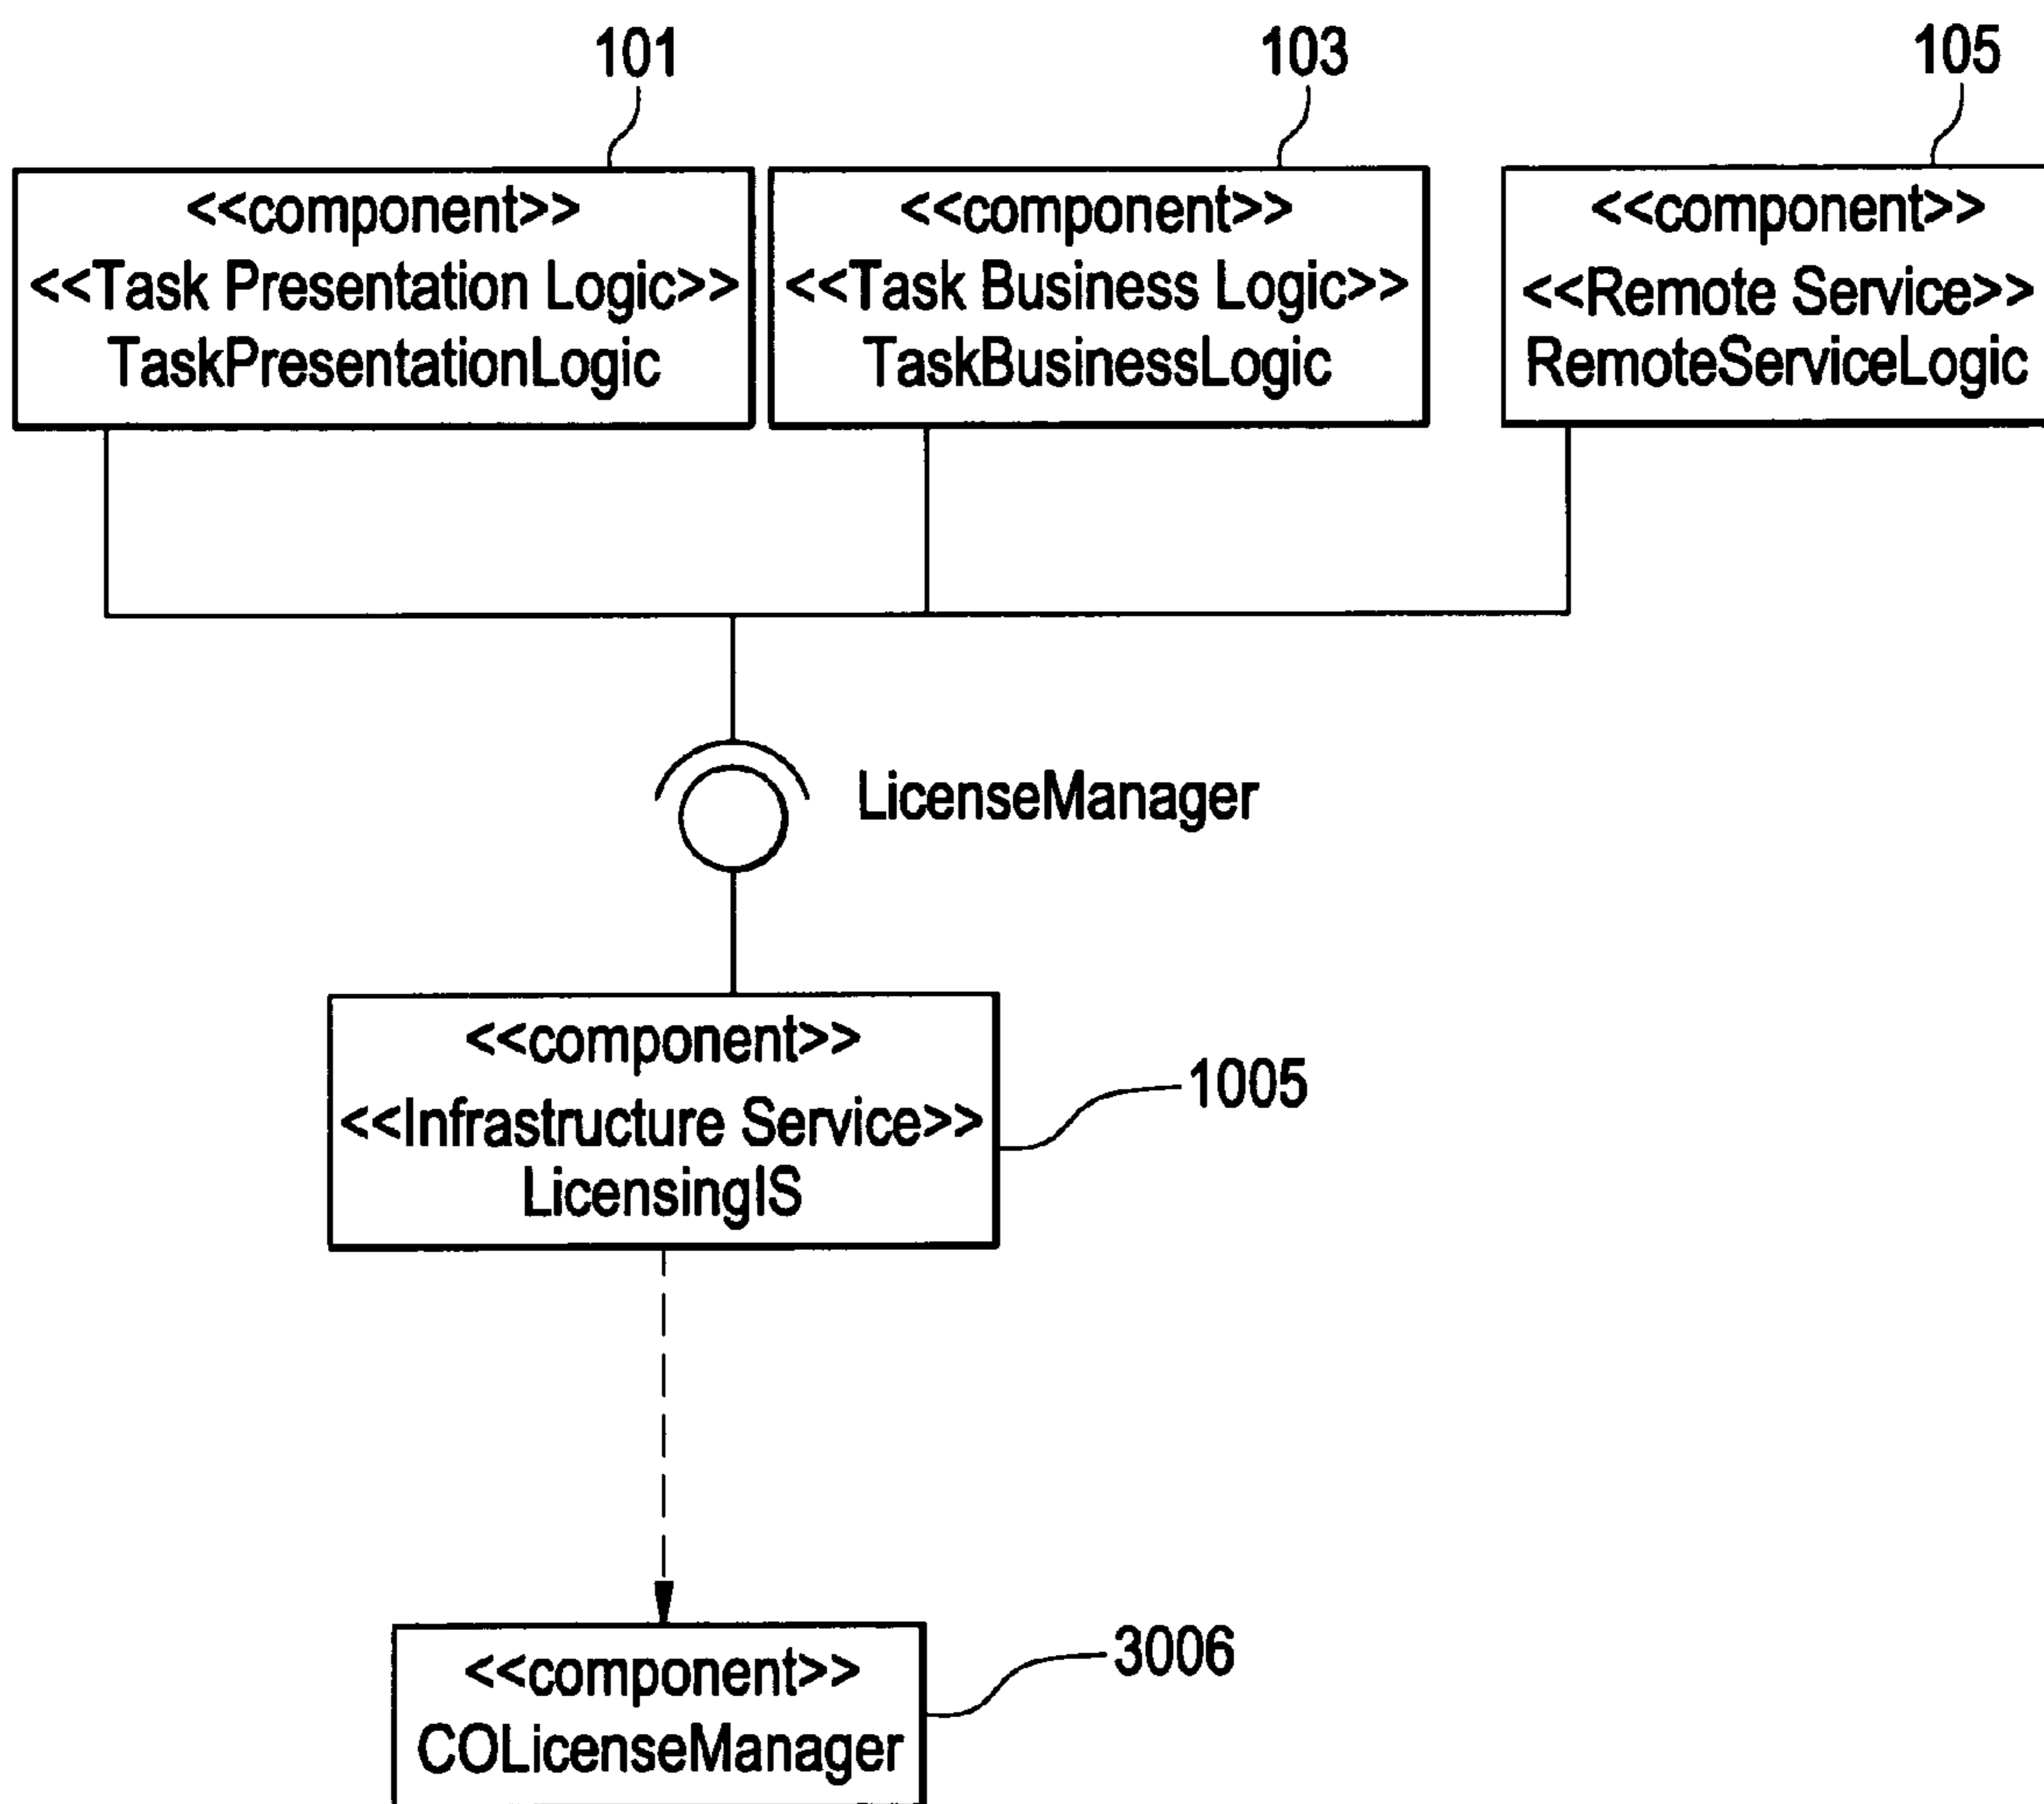 101
103
105
<<component>>
<<Task Presentation Logic>>
TaskPresentationLogic
<<component>>
<<Task Business Logic>>
TaskBusinessLogic
<<component>>
<<Remote Service>>
RemoteServiceLogic
LicenseManager
<<component>>
<<Infrastructure Service>>
LicensingIS
1005
<<component>>
COLicenseManager
3006